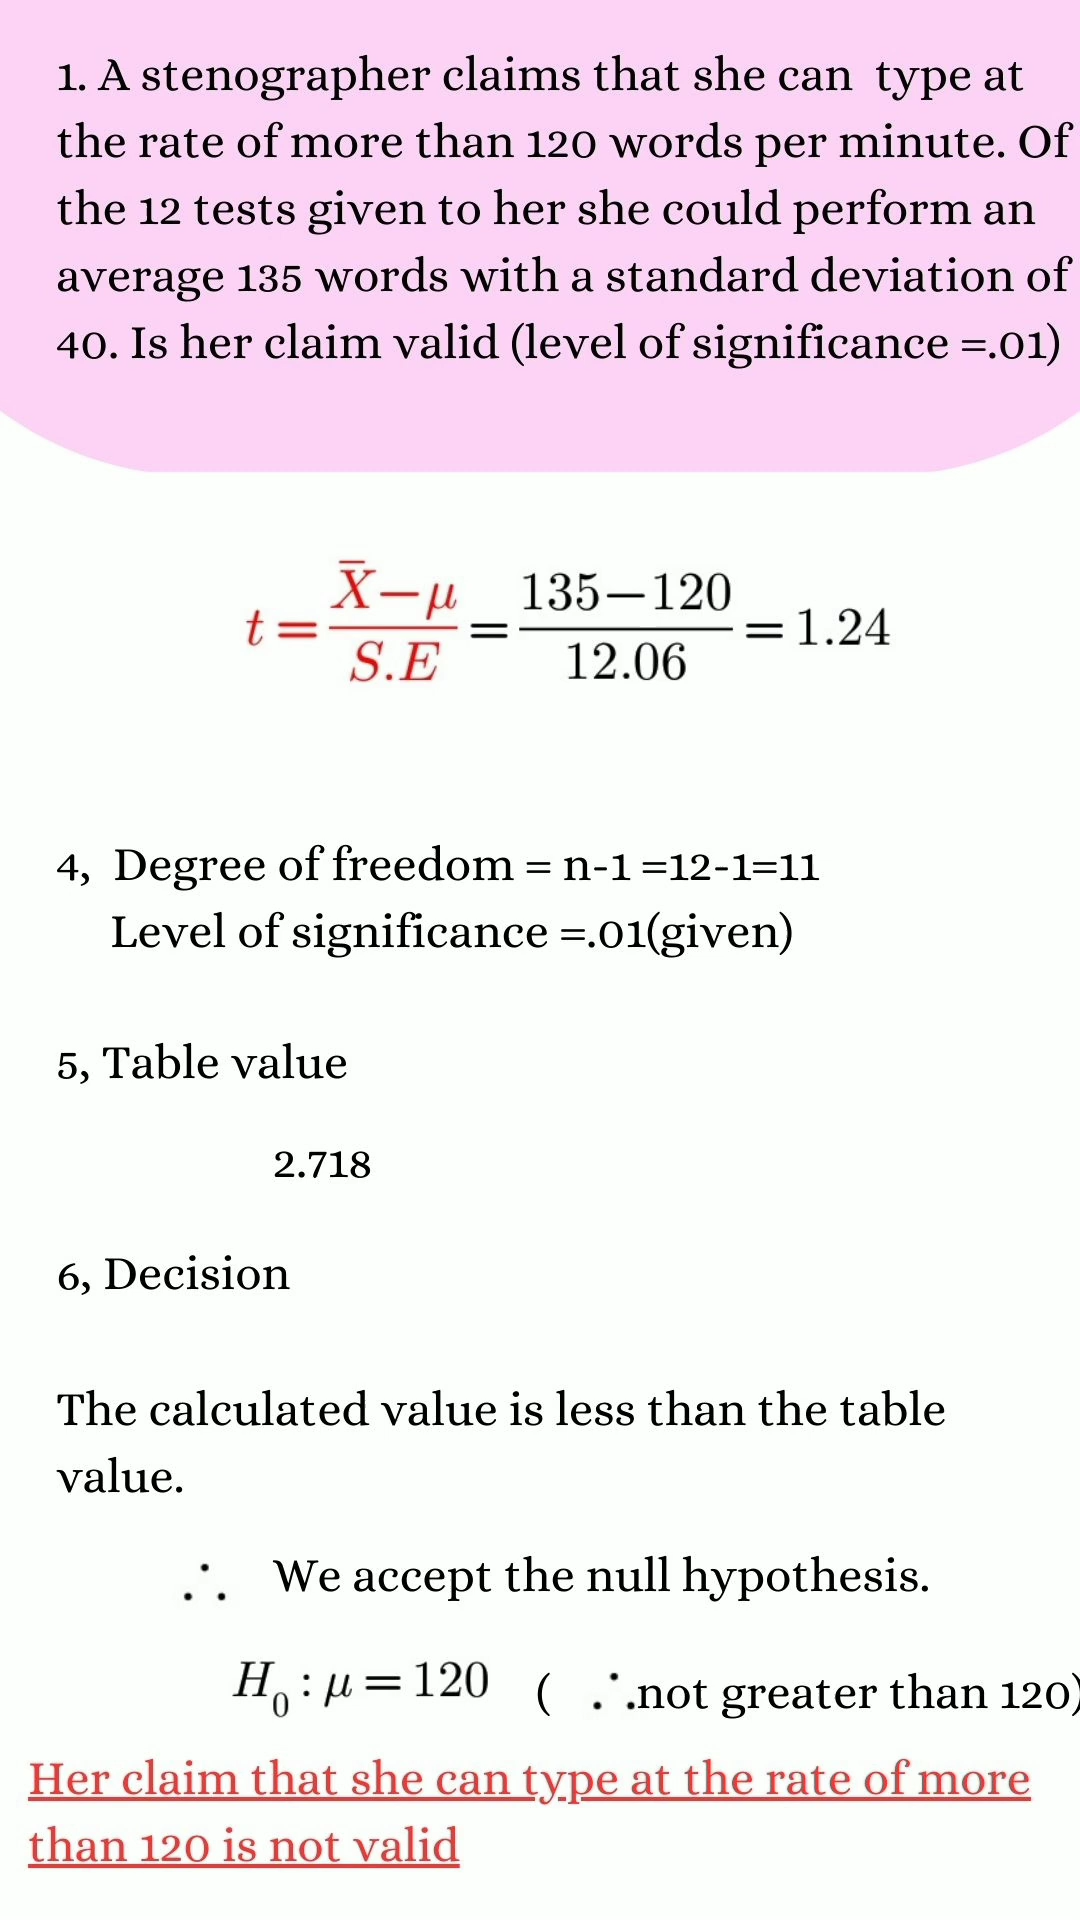 1. A stenographer claims that she can type at
the rate of more than 120 words per minute. Of
the 12 tests given to her she could perform an
average 135 words with a standard deviation of
40. Is her claim valid (level of significance =.01)
t = (X̄−μ)/(S.E) = (135−120)/(12.06) = 1.24
4, Degree of freedom = n-1 =12-1=11
Level of significance =.01(given)
5, Table value
2.718
6, Decision
The calculated value is less than the table
value.
∴ We accept the null hypothesis.
H₀ : μ = 120 ( ∴not greater than 120)
Her claim that she can type at the rate of more
than 120 is not valid